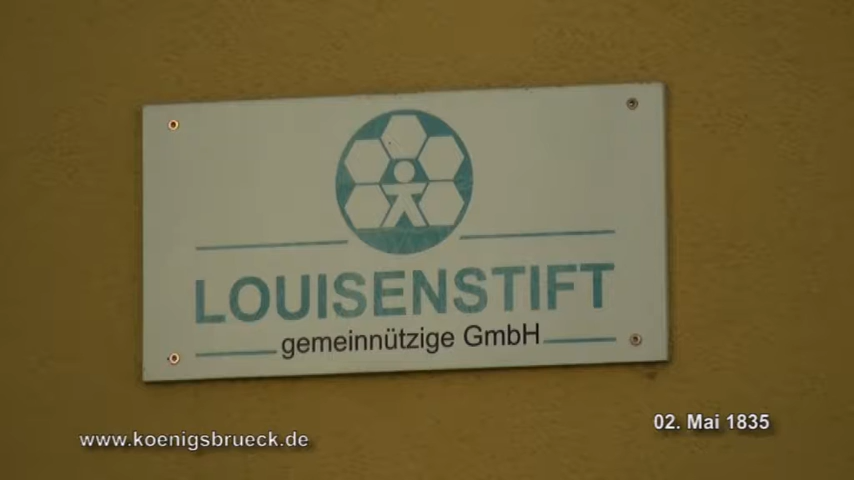 LOUISENSTIFT
gemeinnützige GmbH
02. Mai 1835
www.koenigsbrueck.de